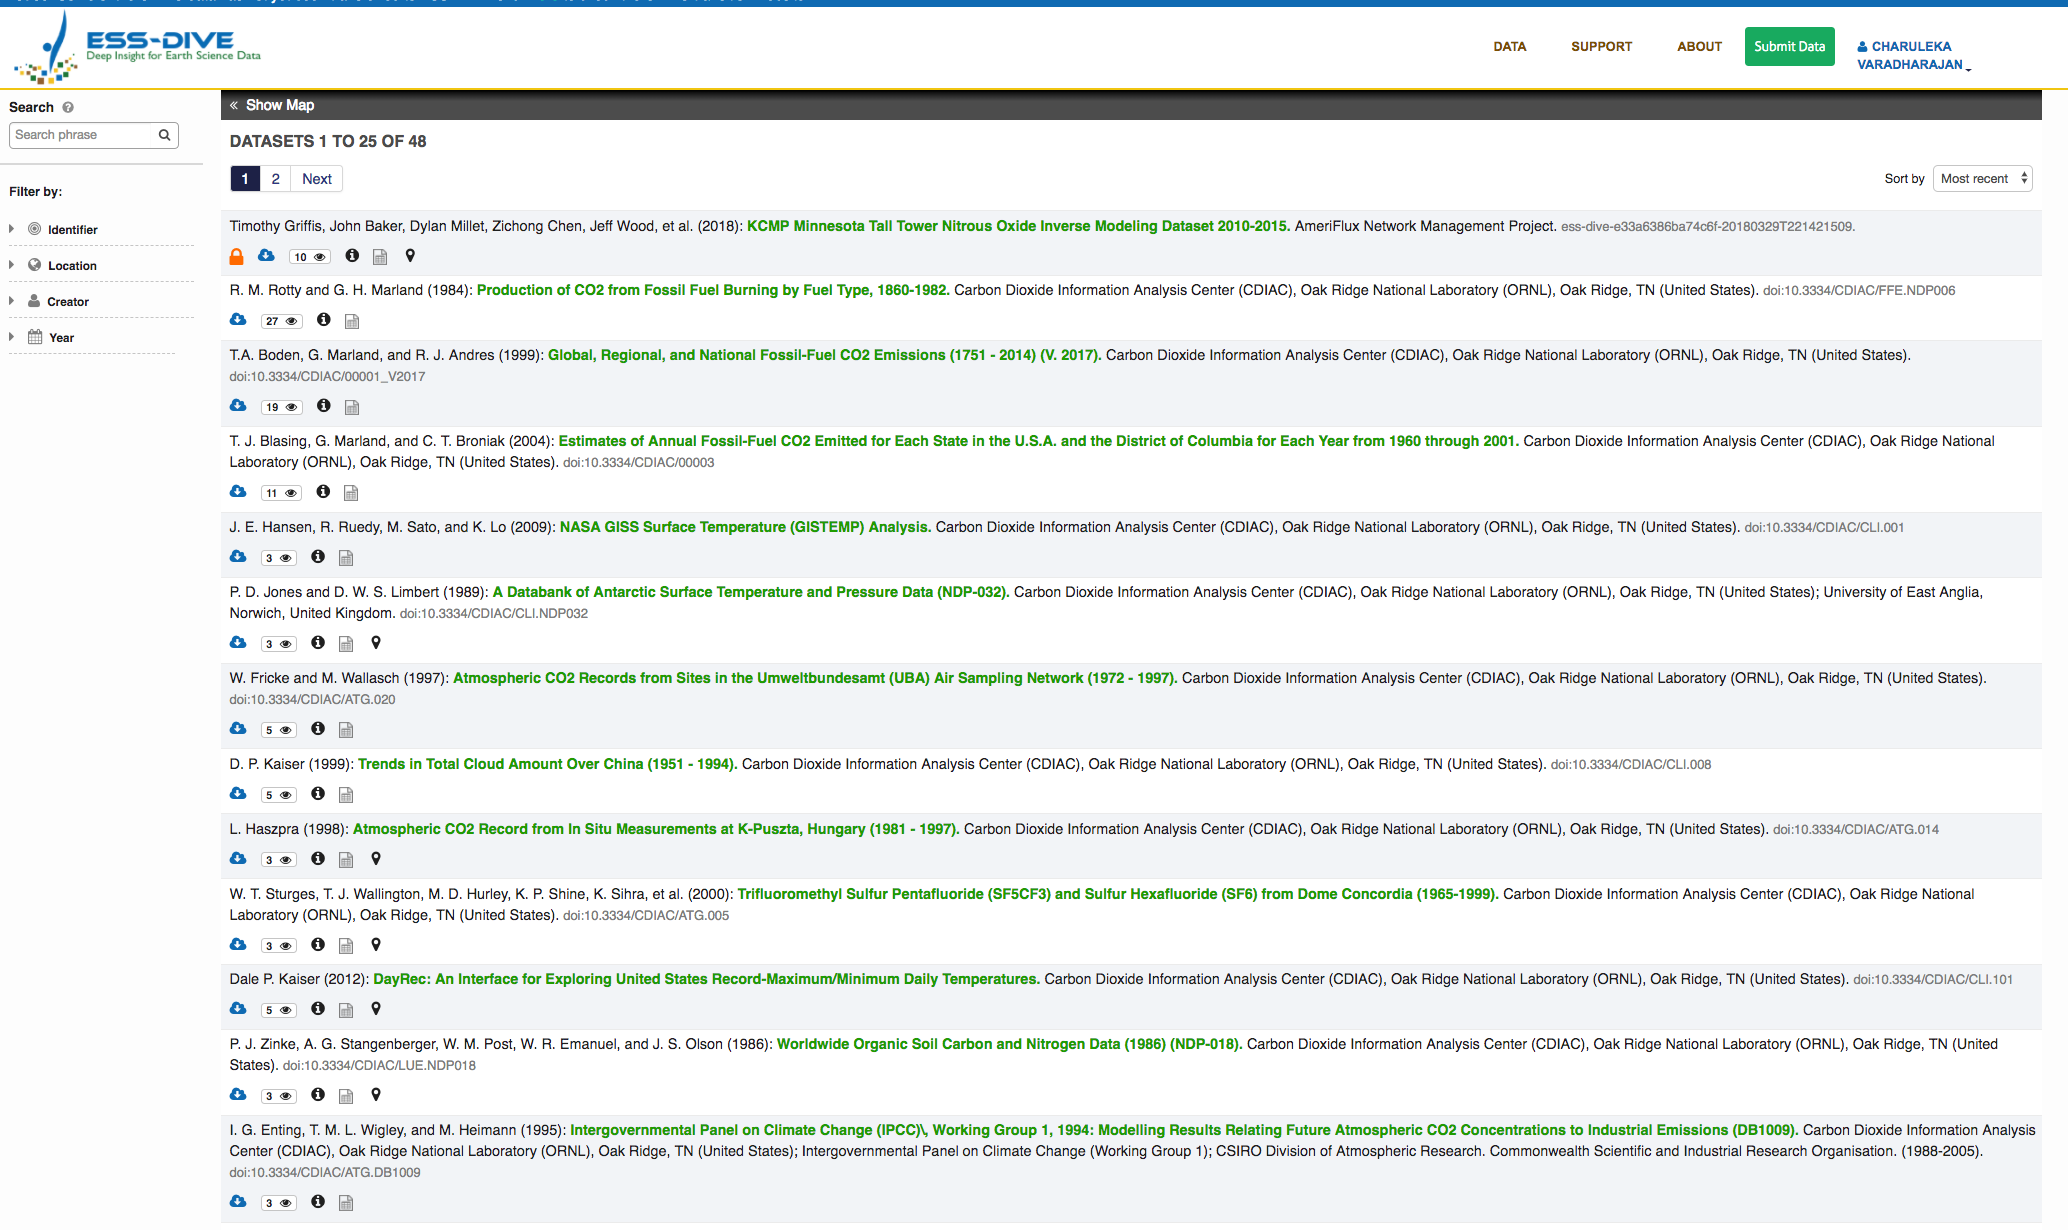 ESS-DIVE
Deep Insight for Earth Science Data
DATA
SUPPORT
ABOUT
Submit Data
CHARULEKA
VARADHARAJAN
Search
Search phrase
Filter by:
Identifier
Location
Creator
Year
« Show Map
DATASETS 1 TO 25 OF 48
1 2 Next
Sort by Most recent
Timothy Griffis, John Baker, Dylan Millet, Zichong Chen, Jeff Wood, et al. (2018): KCMP Minnesota Tall Tower Nitrous Oxide Inverse Modeling Dataset 2010-2015. AmeriFlux Network Management Project. ess-dive-e33a6386ba74c6f-20180329T221421509.
10
R. M. Rotty and G. H. Marland (1984): Production of CO2 from Fossil Fuel Burning by Fuel Type, 1860-1982. Carbon Dioxide Information Analysis Center (CDIAC), Oak Ridge National Laboratory (ORNL), Oak Ridge, TN (United States). doi:10.3334/CDIAC/FFE.NDP006
27
T.A. Boden, G. Marland, and R. J. Andres (1999): Global, Regional, and National Fossil-Fuel CO2 Emissions (1751 - 2014) (V. 2017). Carbon Dioxide Information Analysis Center (CDIAC), Oak Ridge National Laboratory (ORNL), Oak Ridge, TN (United States).
doi:10.3334/CDIAC/00001_V2017
19
T. J. Blasing, G. Marland, and C. T. Broniak (2004): Estimates of Annual Fossil-Fuel CO2 Emitted for Each State in the U.S.A. and the District of Columbia for Each Year from 1960 through 2001. Carbon Dioxide Information Analysis Center (CDIAC), Oak Ridge National
Laboratory (ORNL), Oak Ridge, TN (United States). doi:10.3334/CDIAC/00003
11
J. E. Hansen, R. Ruedy, M. Sato, and K. Lo (2009): NASA GISS Surface Temperature (GISTEMP) Analysis. Carbon Dioxide Information Analysis Center (CDIAC), Oak Ridge National Laboratory (ORNL), Oak Ridge, TN (United States). doi:10.3334/CDIAC/CLI.001
3
P. D. Jones and D. W. S. Limbert (1989): A Databank of Antarctic Surface Temperature and Pressure Data (NDP-032). Carbon Dioxide Information Analysis Center (CDIAC), Oak Ridge National Laboratory (ORNL), Oak Ridge, TN (United States); University of East Anglia,
Norwich, United Kingdom. doi:10.3334/CDIAC/CLI.NDP032
3
W. Fricke and M. Wallasch (1997): Atmospheric CO2 Records from Sites in the Umweltbundesamt (UBA) Air Sampling Network (1972 - 1997). Carbon Dioxide Information Analysis Center (CDIAC), Oak Ridge National Laboratory (ORNL), Oak Ridge, TN (United States).
doi:10.3334/CDIAC/ATG.020
5
D. P. Kaiser (1999): Trends in Total Cloud Amount Over China (1951 - 1994). Carbon Dioxide Information Analysis Center (CDIAC), Oak Ridge National Laboratory (ORNL), Oak Ridge, TN (United States). doi:10.3334/CDIAC/CLI.008
5
L. Haszpra (1998): Atmospheric CO2 Record from In Situ Measurements at K-Puszta, Hungary (1981 - 1997). Carbon Dioxide Information Analysis Center (CDIAC), Oak Ridge National Laboratory (ORNL), Oak Ridge, TN (United States). doi:10.3334/CDIAC/ATG.014
3
W. T. Sturges, T. J. Wallington, M. D. Hurley, K. P. Shine, K. Sihra, et al. (2000): Trifluoromethyl Sulfur Pentafluoride (SF5CF3) and Sulfur Hexafluoride (SF6) from Dome Concordia (1965-1999). Carbon Dioxide Information Analysis Center (CDIAC), Oak Ridge National
Laboratory (ORNL), Oak Ridge, TN (United States). doi:10.3334/CDIAC/ATG.005
3
Dale P. Kaiser (2012): DayRec: An Interface for Exploring United States Record-Maximum/Minimum Daily Temperatures. Carbon Dioxide Information Analysis Center (CDIAC), Oak Ridge National Laboratory (ORNL), Oak Ridge, TN (United States). doi:10.3334/CDIAC/CLI.101
5
P. J. Zinke, A. G. Stangenberger, W. M. Post, W. R. Emanuel, and J. S. Olson (1986): Worldwide Organic Soil Carbon and Nitrogen Data (1986) (NDP-018). Carbon Dioxide Information Analysis Center (CDIAC), Oak Ridge National Laboratory (ORNL), Oak Ridge, TN (United
States). doi:10.3334/CDIAC/LUE.NDP018
3
I. G. Enting, T. M. L. Wigley, and M. Heimann (1995): Intergovernmental Panel on Climate Change (IPCC)\, Working Group 1, 1994: Modelling Results Relating Future Atmospheric CO2 Concentrations to Industrial Emissions (DB1009). Carbon Dioxide Information Analysis
Center (CDIAC), Oak Ridge National Laboratory (ORNL), Oak Ridge, TN (United States); Intergovernmental Panel on Climate Change (Working Group 1); CSIRO Division of Atmospheric Research. Commonwealth Scientific and Industrial Research Organisation. (1988-2005).
doi:10.3334/CDIAC/ATG.DB1009
3